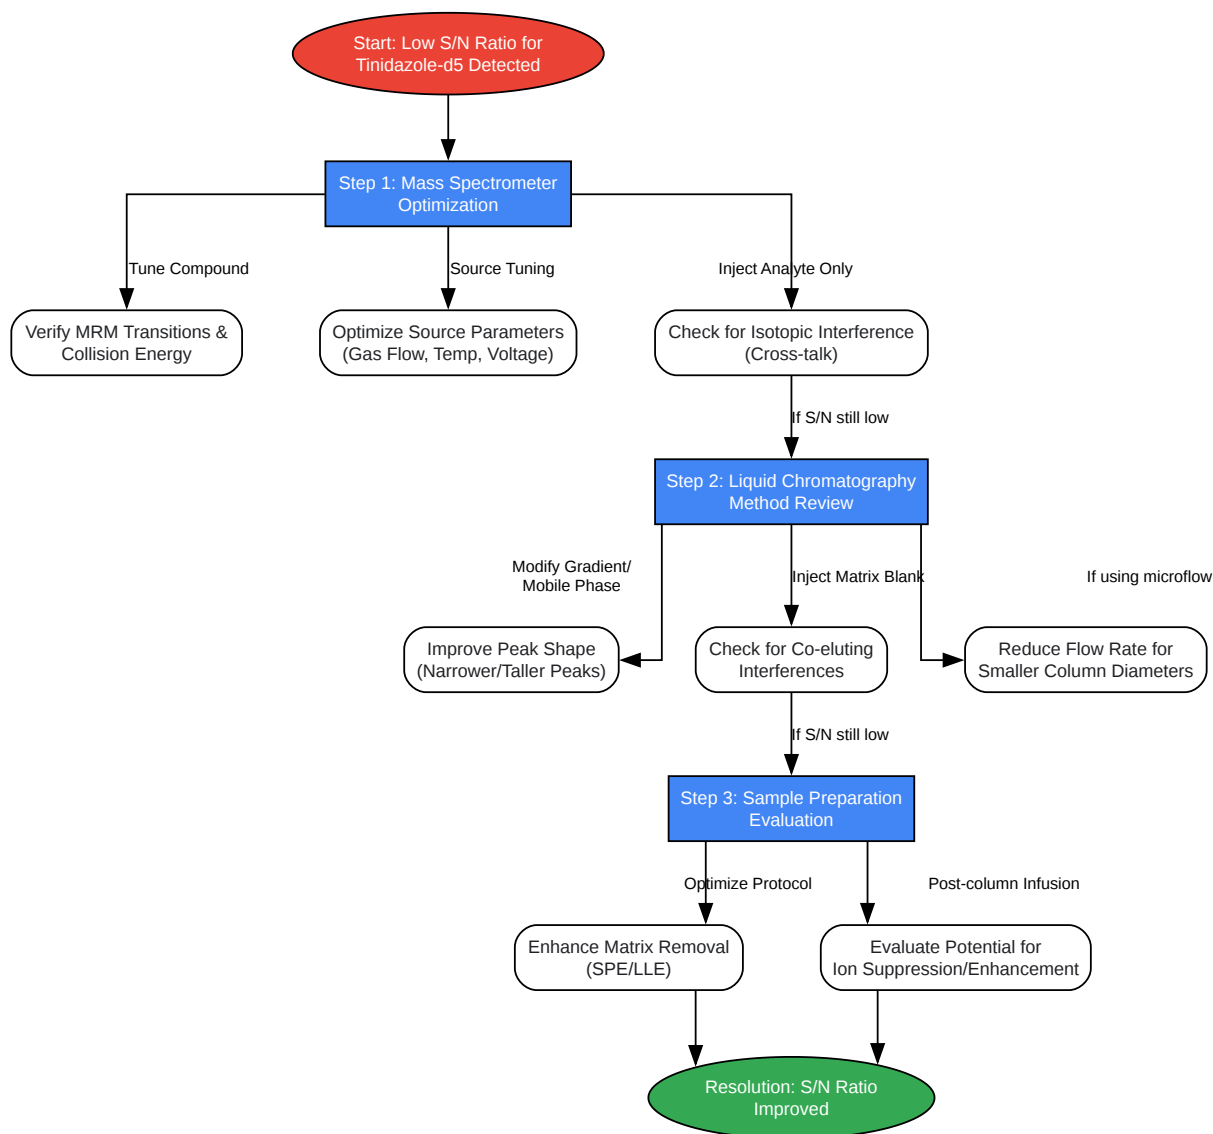 Start: Low S/N Ratio for
Tinidazole-d5 Detected
Step 1: Mass Spectrometer
Optimization
Tune Compound
Source Tuning
Inject Analyte Only
Verify MRM Transitions &
Collision Energy
Optimize Source Parameters
(Gas Flow, Temp, Voltage)
Check for Isotopic Interference
(Cross-talk)
If S/N still low
Step 2: Liquid Chromatography
Method Review
Modify Gradient/
Mobile Phase
Inject Matrix Blank
If using microflow
Improve Peak Shape
(Narrower/Taller Peaks)
Check for Co-eluting
Interferences
Reduce Flow Rate for
Smaller Column Diameters
If S/N still low
Step 3: Sample Preparation
Evaluation
Optimize Protocol
Post-column Infusion
Enhance Matrix Removal
(SPE/LLE)
Evaluate Potential for
Ion Suppression/Enhancement
Resolution: S/N Ratio
Improved